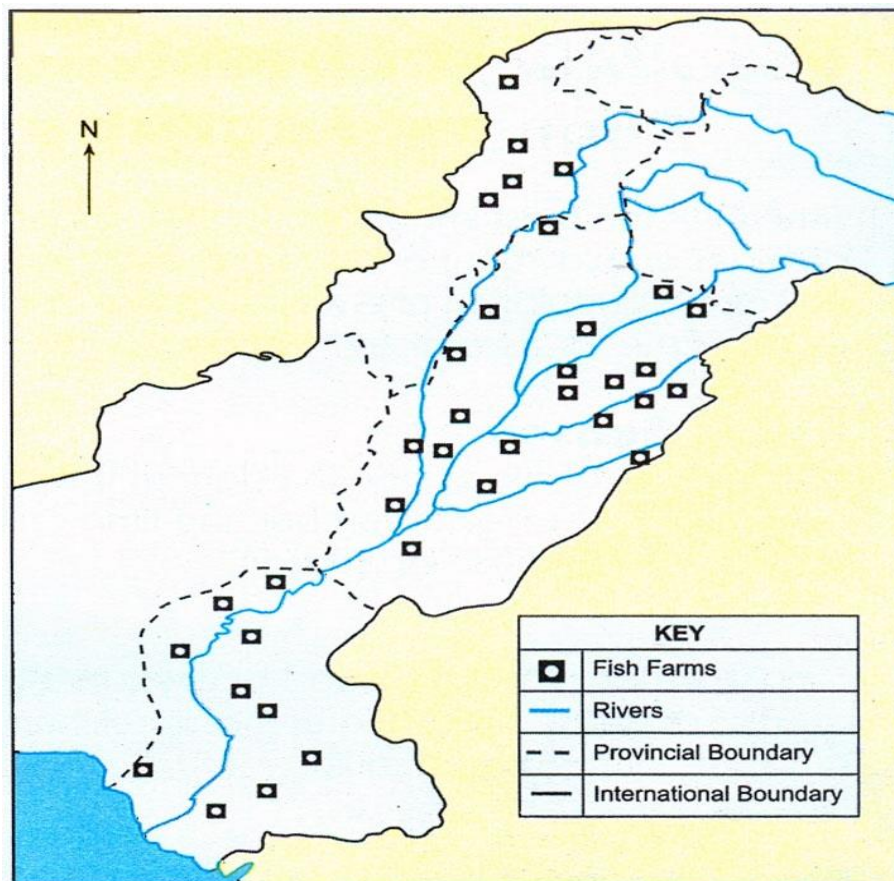 N
KEY
Fish Farms
Rivers
Provincial Boundary
International Boundary